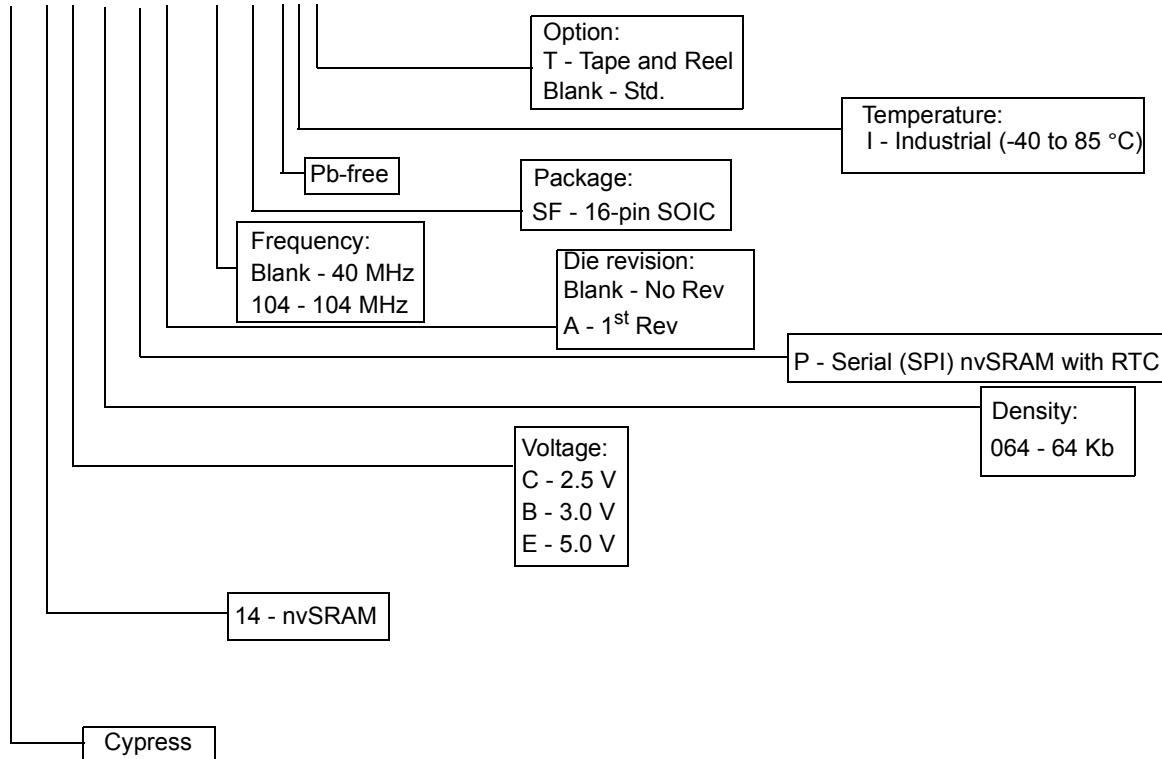 Option:
T - Tape and Reel
Blank - Std.
Temperature:
I - Industrial (-40 to 85 °C)
Pb-free
Package:
SF - 16-pin SOIC
Frequency:
Blank - 40 MHz
104 - 104 MHz
Die revision:
Blank - No Rev
A - 1st Rev
P - Serial (SPI) nvSRAM with RTC
Density:
064 - 64 Kb
Voltage:
C - 2.5 V
B - 3.0 V
E - 5.0 V
14 - nvSRAM
Cypress